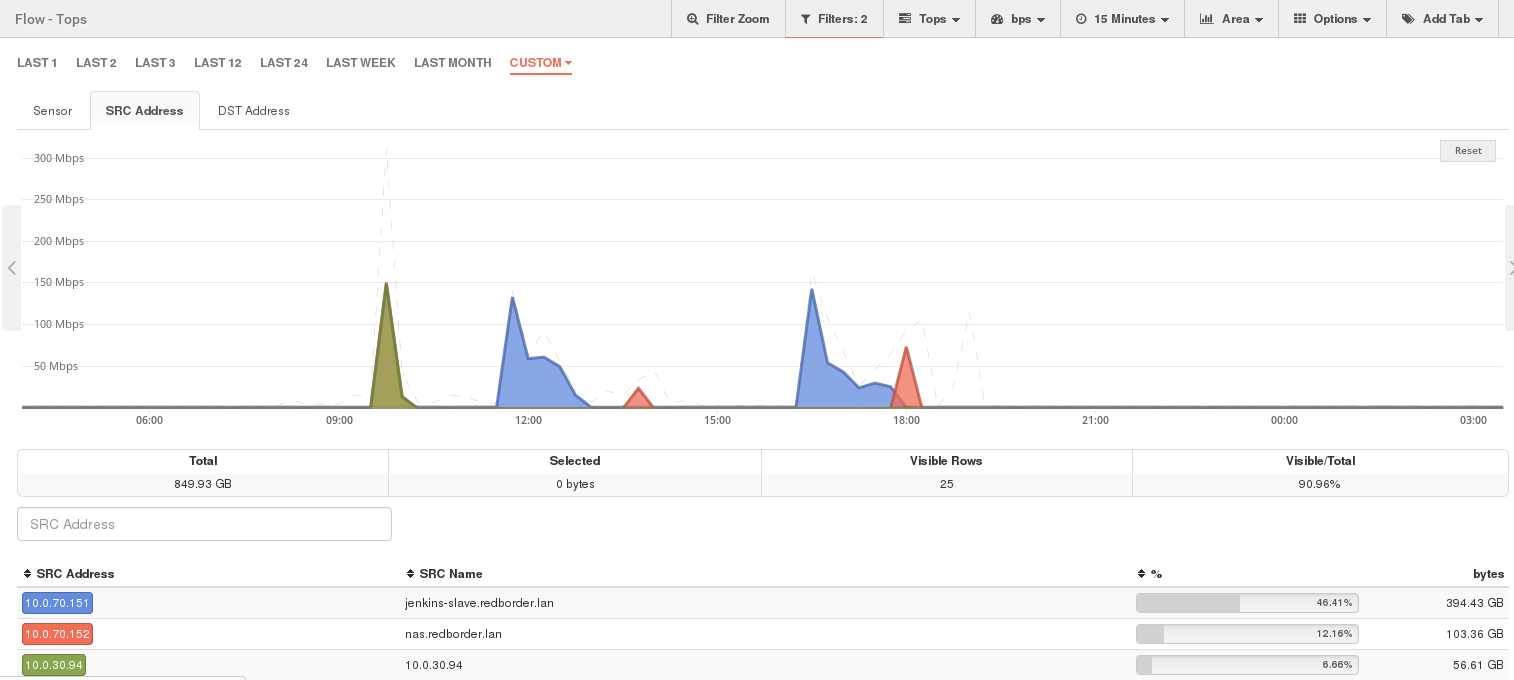 Flow - Tops Filter Zoom Filters: 2 Tops bps 15 Minutes Area Options Add Tab
LAST 1 LAST 2 LAST 3 LAST 12 LAST 24 LAST WEEK LAST MONTH CUSTOM
Sensor SRC Address DST Address
Reset
300 Mbps
250 Mbps
200 Mbps
150 Mbps
100 Mbps
50 Mbps
06:00 09:00 12:00 15:00 18:00 21:00 00:00 03:00
Total Selected Visible Rows Visible/Total
849.93 GB 0 bytes 25 90.96%
SRC Address
SRC Address SRC Name % bytes
10.0.70.151 jenkins-slave.redborder.lan 46.41% 394.43 GB
10.0.70.152 nas.redborder.lan 12.16% 103.36 GB
10.0.30.94 10.0.30.94 6.66% 56.61 GB